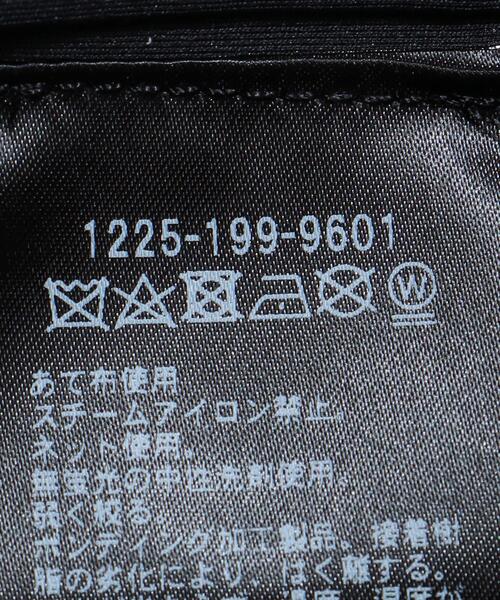 1225-199-9601
W
あて布使用
スチームアイロン禁止。
ネット使用。
無蛍光の中性洗剤使用。
弱く絞る。
ボンディング加工製品、接着樹
脂の劣化により、はく離する。